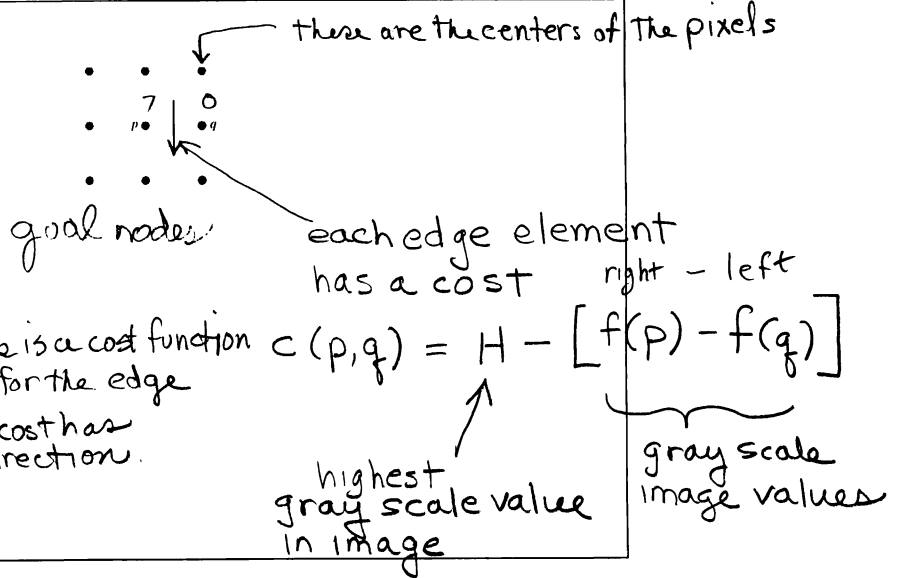 these are the centers of the pixels
7 0
p q
goal nodes
each edge element
has a cost
right - left
is a cost function
for the edge
cost has
rection.
c(p,q) = H - [f(p) - f(q)]
highest
gray scale value
in image
gray scale
image values